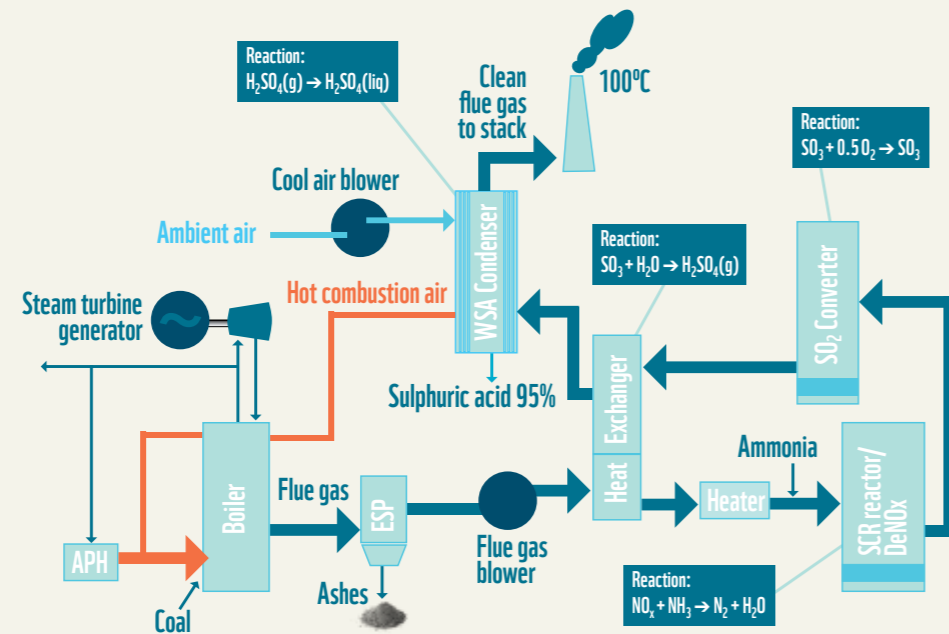 Reaction:
H₂SO₄(g) → H₂SO₄(liq)
Clean
flue gas
to stack
100ºC
Reaction:
SO₃ + 0.5 O₂ → SO₃
Cool air blower
Ambient air
WSA Condenser
Reaction:
SO₃ + H₂O → H₂SO₄(g)
SO₂ Converter
Hot combustion air
Steam turbine
generator
Sulphuric acid 95%
Heat Exchanger
Ammonia
Boiler
Flue gas
ESP
Heater
SCR reactor/
DeNOx
Flue gas
blower
APH
Ashes
Coal
Reaction:
NOₓ + NH₃ → N₂ + H₂O